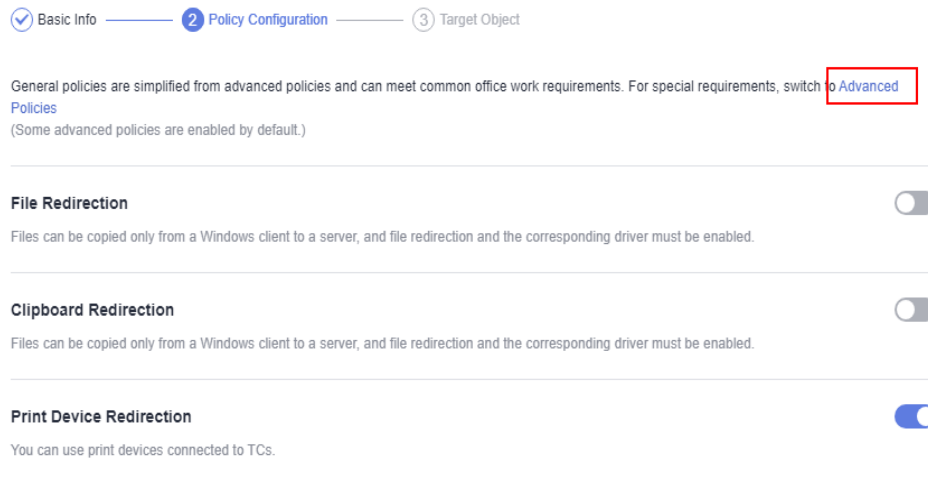 Basic Info 2 Policy Configuration 3 Target Object
General policies are simplified from advanced policies and can meet common office work requirements. For special requirements, switch to Advanced
Policies
(Some advanced policies are enabled by default.)
File Redirection
Files can be copied only from a Windows client to a server, and file redirection and the corresponding driver must be enabled.
Clipboard Redirection
Files can be copied only from a Windows client to a server, and file redirection and the corresponding driver must be enabled.
Print Device Redirection
You can use print devices connected to TCs.